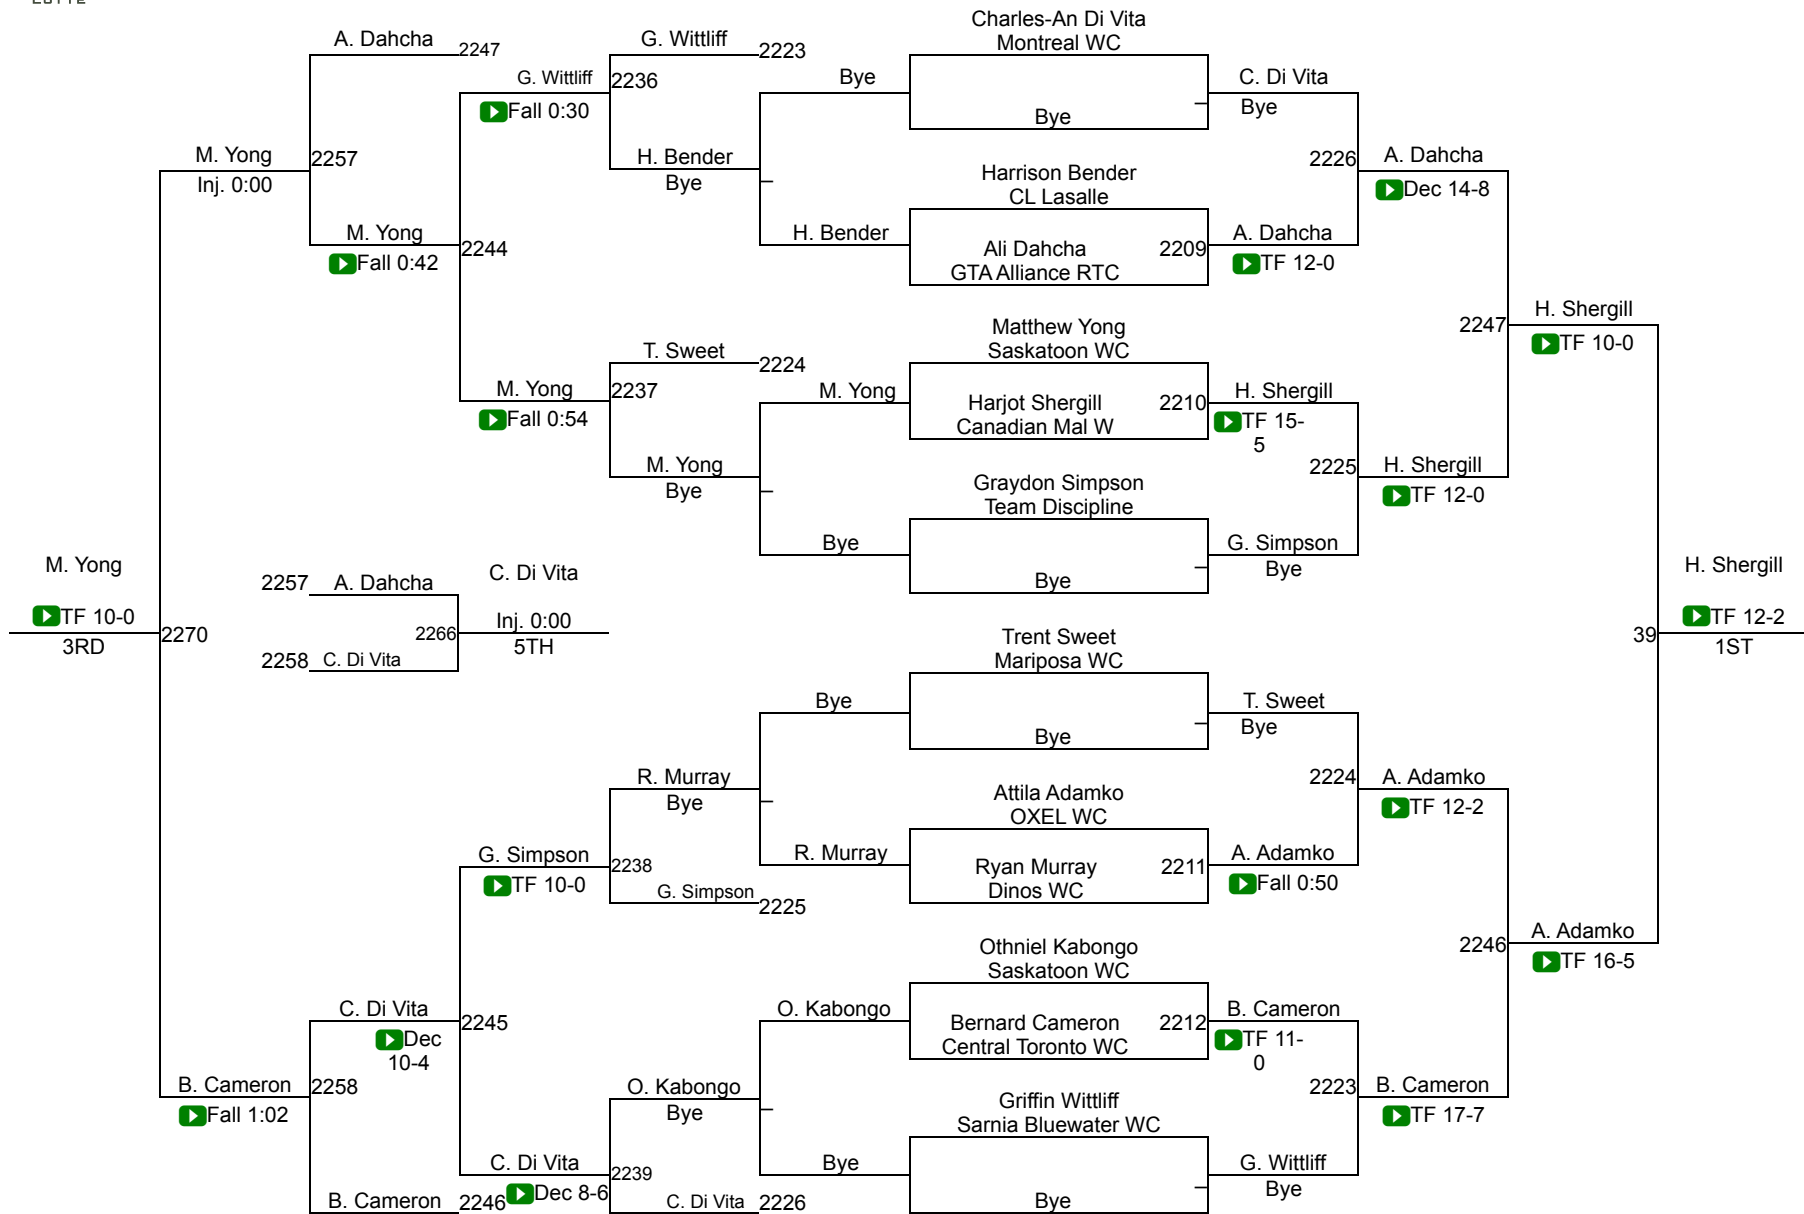 A. Dahcha
2247
G. Wittliff
2223
Charles-An Di Vita
Montreal WC
G. Wittliff
2236
Fall 0:30
Bye
Bye
C. Di Vita
Bye
M. Yong
Inj. 0:00
2257
H. Bender
Bye
2226
A. Dahcha
Dec 14-8
Harrison Bender
CL Lasalle
M. Yong
Fall 0:42
2244
H. Bender
Ali Dahcha
GTA Alliance RTC
2209
A. Dahcha
TF 12-0
2247
H. Shergill
TF 10-0
T. Sweet
2224
Matthew Yong
Saskatoon WC
M. Yong
Fall 0:54
2237
M. Yong
Harjot Shergill
Canadian Mal W
2210
H. Shergill
TF 15-
5
M. Yong
Bye
2225
H. Shergill
TF 12-0
Graydon Simpson
Team Discipline
Bye
Bye
G. Simpson
Bye
M. Yong
TF 10-0
3RD
2270
2257
A. Dahcha
2258
C. Di Vita
2266
C. Di Vita
Inj. 0:00
5TH
39
H. Shergill
TF 12-2
1ST
Trent Sweet
Mariposa WC
Bye
Bye
T. Sweet
Bye
R. Murray
Bye
2224
A. Adamko
TF 12-2
Attila Adamko
OXEL WC
G. Simpson
TF 10-0
2238
R. Murray
Ryan Murray
Dinos WC
2211
A. Adamko
Fall 0:50
G. Simpson
2225
2246
A. Adamko
TF 16-5
Othniel Kabongo
Saskatoon WC
C. Di Vita
Dec
10-4
2245
O. Kabongo
Bernard Cameron
Central Toronto WC
2212
B. Cameron
TF 11-
0
B. Cameron
Fall 1:02
2258
O. Kabongo
Bye
2223
B. Cameron
TF 17-7
Griffin Wittliff
Sarnia Bluewater WC
C. Di Vita
Dec 8-6
2239
Bye
Bye
G. Wittliff
Bye
B. Cameron
2246
C. Di Vita
2226